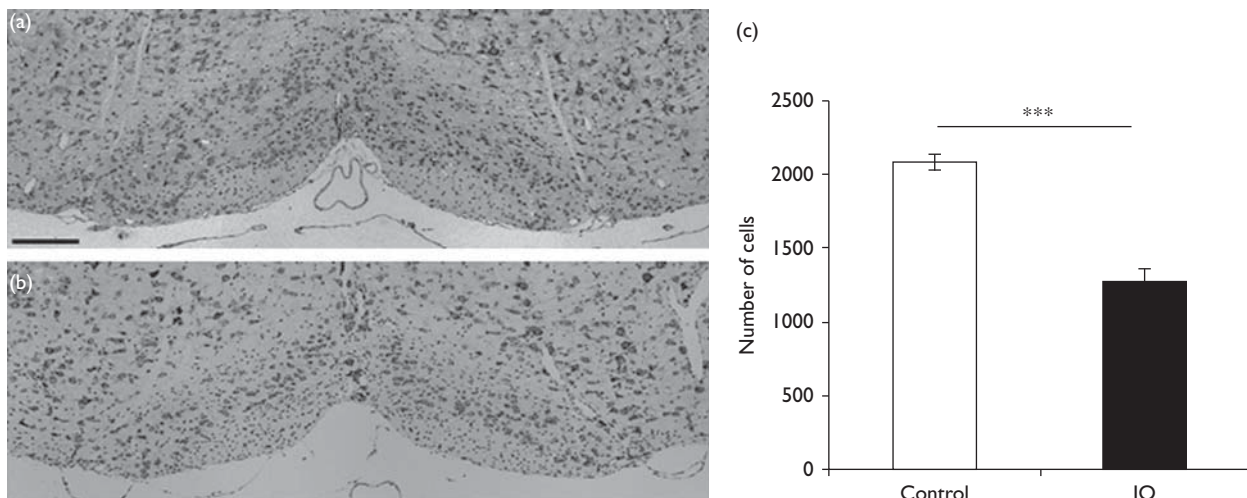 (a)
(b)
(c)
Number of cells
2500
2000
1500
1000
500
0
***
Control
IO